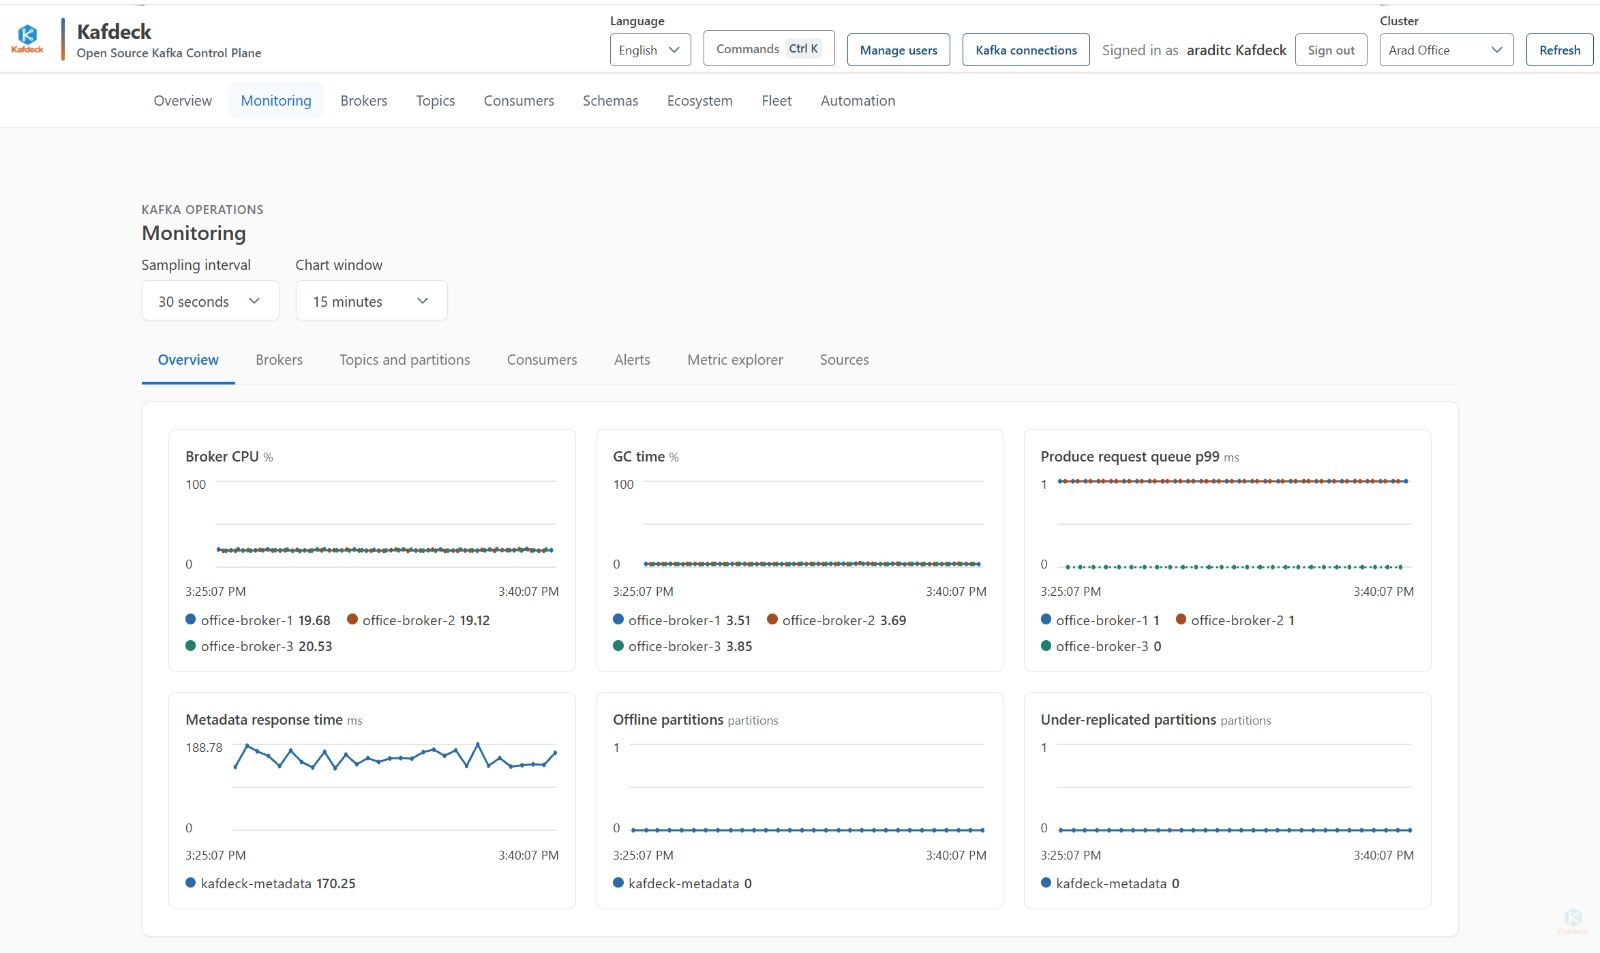 Kafdeck
Kafdeck
Open Source Kafka Control Plane
Language
English
Commands Ctrl K
Manage users
Kafka connections
Signed in as araditc Kafdeck
Sign out
Cluster
Arad Office
Refresh
Overview Monitoring Brokers Topics Consumers Schemas Ecosystem Fleet Automation
KAFKA OPERATIONS
Monitoring
Sampling interval Chart window
30 seconds 15 minutes
Overview Brokers Topics and partitions Consumers Alerts Metric explorer Sources
Broker CPU %
100
0
3:25:07 PM 3:40:07 PM
office-broker-1 19.68 office-broker-2 19.12
office-broker-3 20.53
GC time %
100
0
3:25:07 PM 3:40:07 PM
office-broker-1 3.51 office-broker-2 3.69
office-broker-3 3.85
Produce request queue p99 ms
1
0
3:25:07 PM 3:40:07 PM
office-broker-1 1 office-broker-2 1
office-broker-3 0
Metadata response time ms
188.78
0
3:25:07 PM 3:40:07 PM
kafdeck-metadata 170.25
Offline partitions partitions
1
0
3:25:07 PM 3:40:07 PM
kafdeck-metadata 0
Under-replicated partitions partitions
1
0
3:25:07 PM 3:40:07 PM
kafdeck-metadata 0
Kafdeck